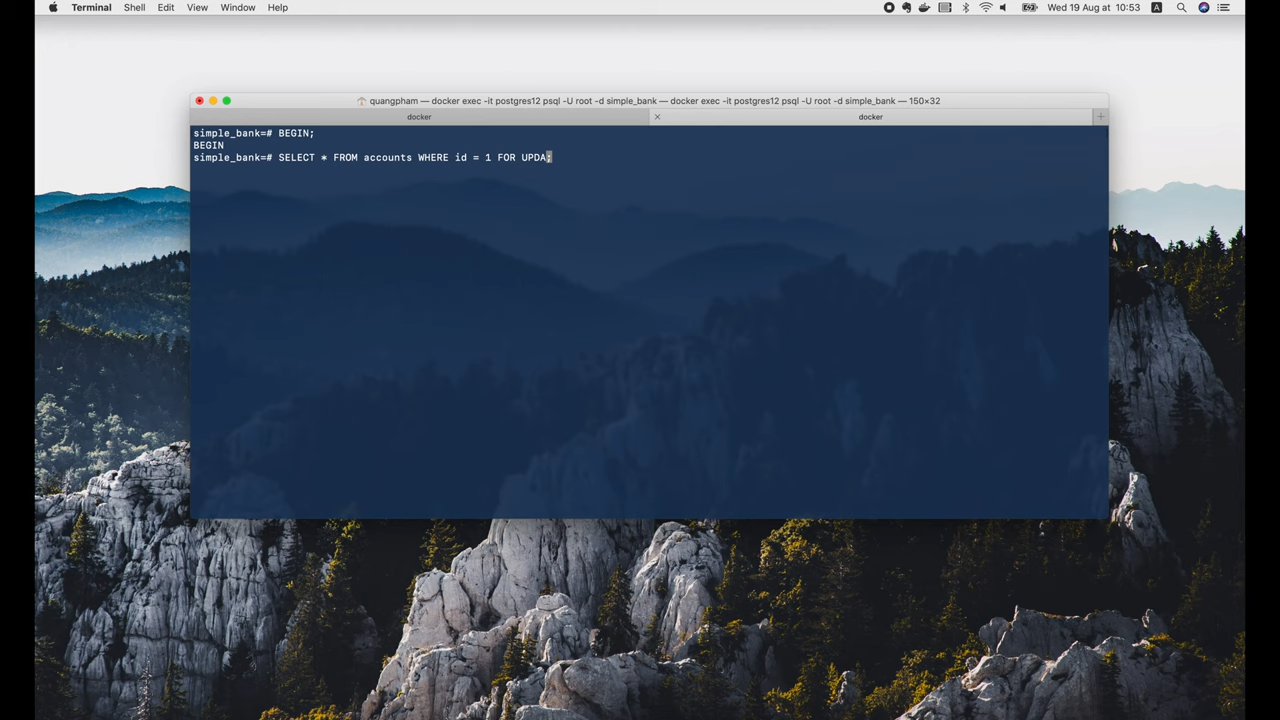 Terminal Shell Edit View Window Help Wed 19 Aug at 10:53 A
quangpham — docker exec -it postgres12 psql -U root -d simple_bank — docker exec -it postgres12 psql -U root -d simple_bank — 150×32
docker docker
simple_bank=# BEGIN;
BEGIN
simple_bank=# SELECT * FROM accounts WHERE id = 1 FOR UPDA;